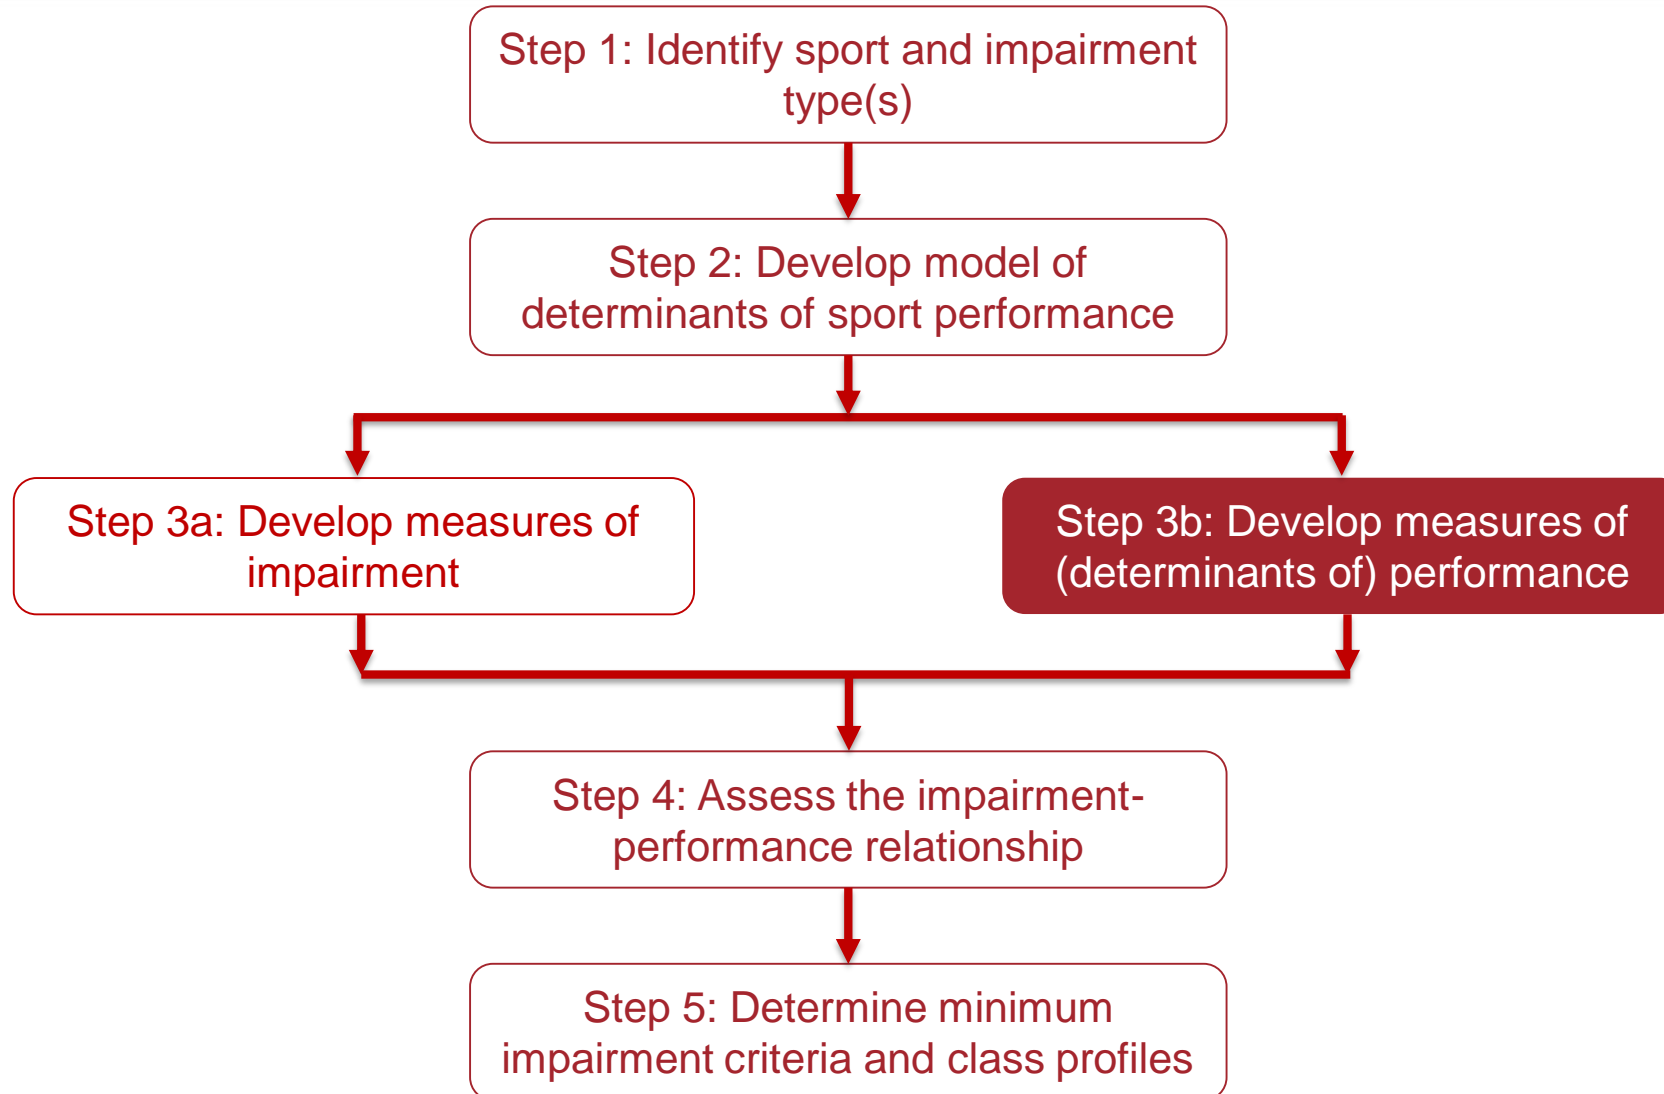 Step 1: Identify sport and impairment
type(s)
Step 2: Develop model of
determinants of sport performance
Step 3a: Develop measures of
impairment
Step 3b: Develop measures of
(determinants of) performance
Step 4: Assess the impairment-
performance relationship
Step 5: Determine minimum
impairment criteria and class profiles